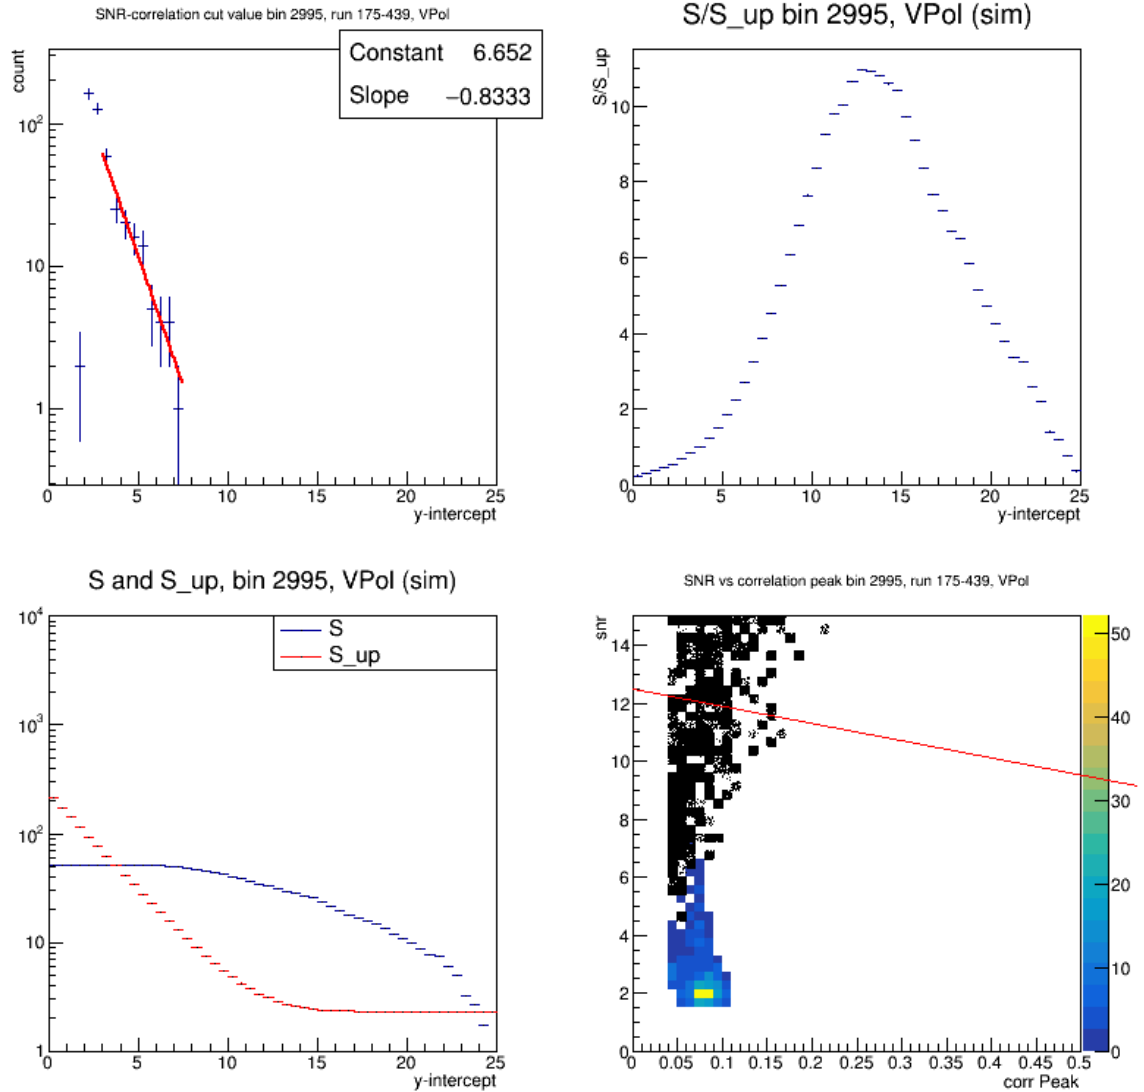 SNR-correlation cut value bin 2995, run 175-439, VPol
count
Constant 6.652
Slope −0.8333
10²
10
1
0 5 10 15 20 25
y-intercept
S/S_up bin 2995, VPol (sim)
S/S_up
10
8
6
4
2
0
0 5 10 15 20 25
y-intercept
S and S_up, bin 2995, VPol (sim)
S
S_up
10⁴
10³
10²
10
1
0 5 10 15 20 25
y-intercept
SNR vs correlation peak bin 2995, run 175-439, VPol
snr
14
12
10
8
6
4
2
0
0 0.05 0.1 0.15 0.2 0.25 0.3 0.35 0.4 0.45 0.5
corr Peak
50
40
30
20
10
0